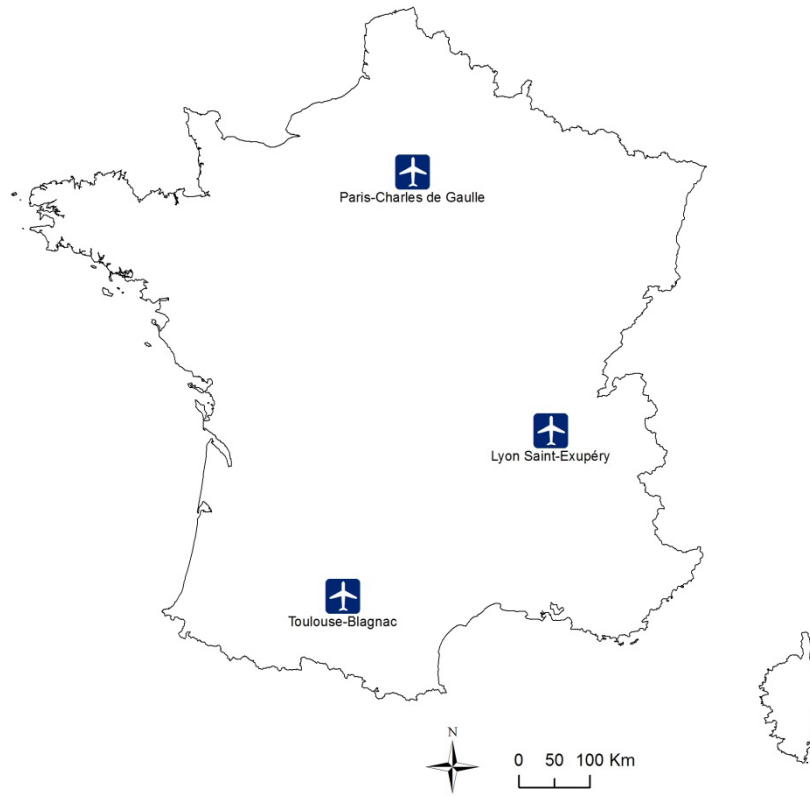 Paris-Charles de Gaulle
Lyon Saint-Exupéry
Toulouse-Blagnac
N
0 50 100 Km